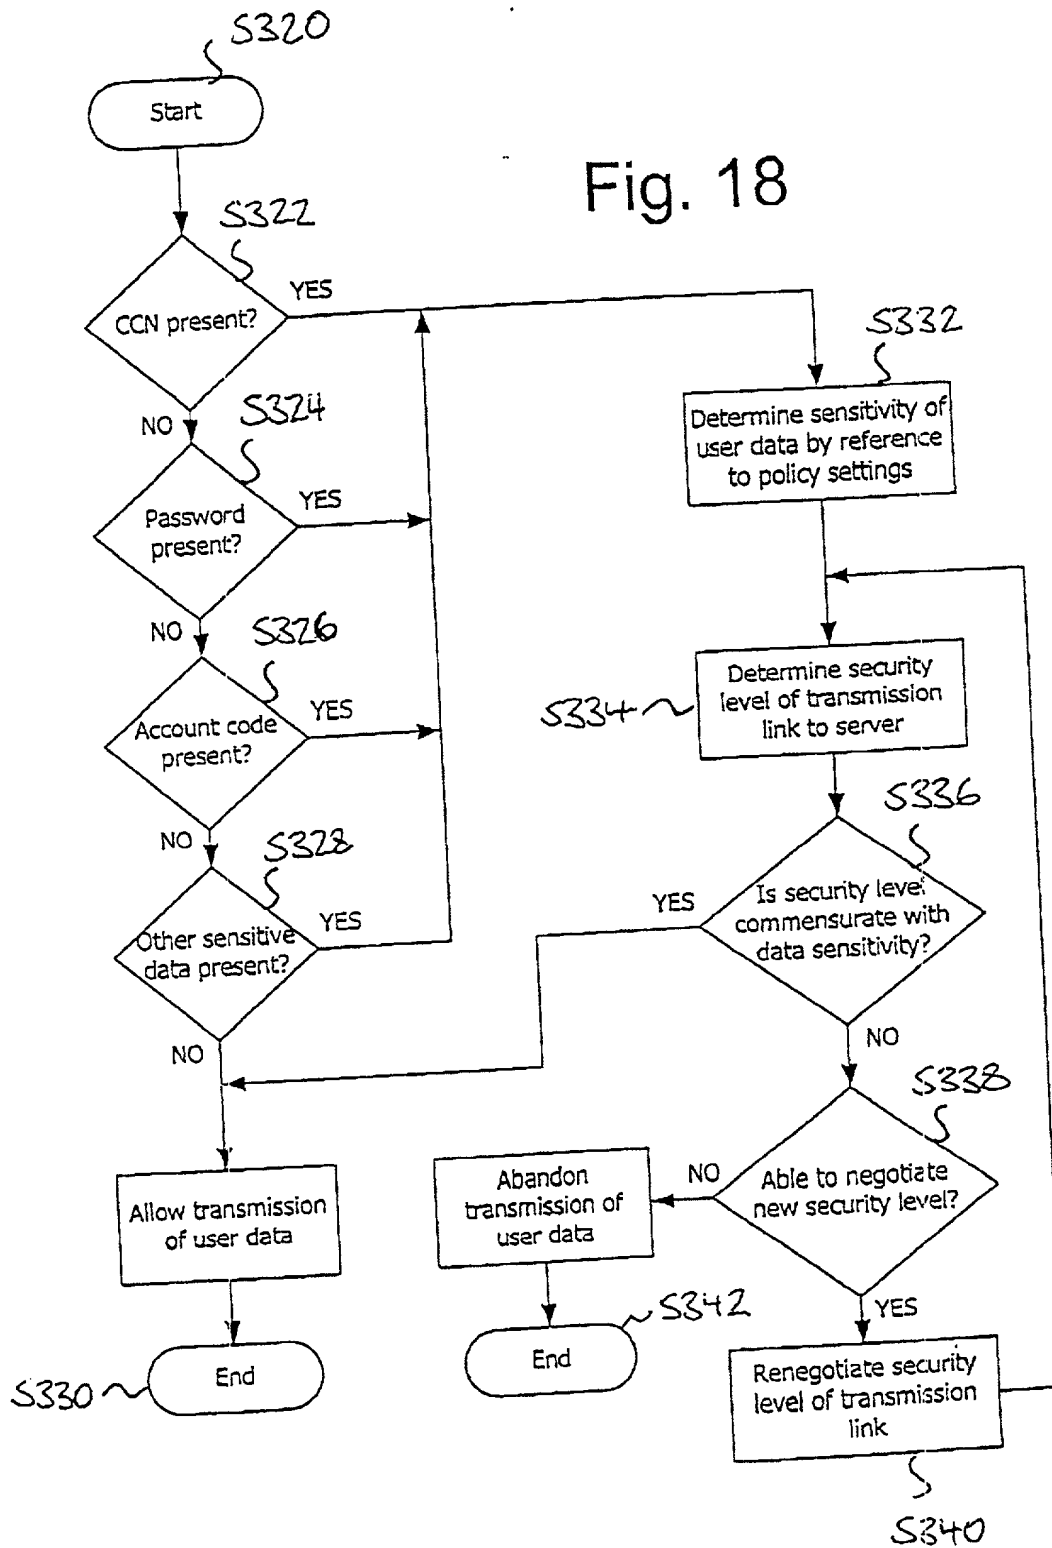 S320
Start
Fig. 18
S322
CCN present?
YES
NO
S324
Password
present?
YES
NO
S326
Account code
present?
YES
NO
S328
Other sensitive
data present?
YES
NO
Allow transmission
of user data
End
S330
S332
Determine sensitivity of
user data by reference
to policy settings
S334
Determine security
level of transmission
link to server
S336
Is security level
commensurate with
data sensitivity?
YES
NO
S338
Able to negotiate
new security level?
NO
YES
Abandon
transmission of
user data
S342
End
Renegotiate security
level of transmission
link
S340